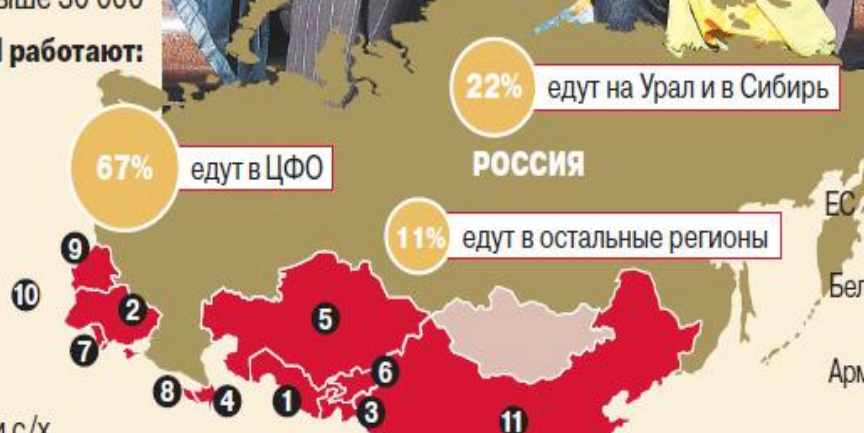 выше 30 000
работают:
22% едут на Урал и в Сибирь
67% едут в ЦФО
РОССИЯ
ЕС
11% едут в остальные регионы
9
10
2
5
Бел
7
6
Арм
8
4
1
3
11
и с/х